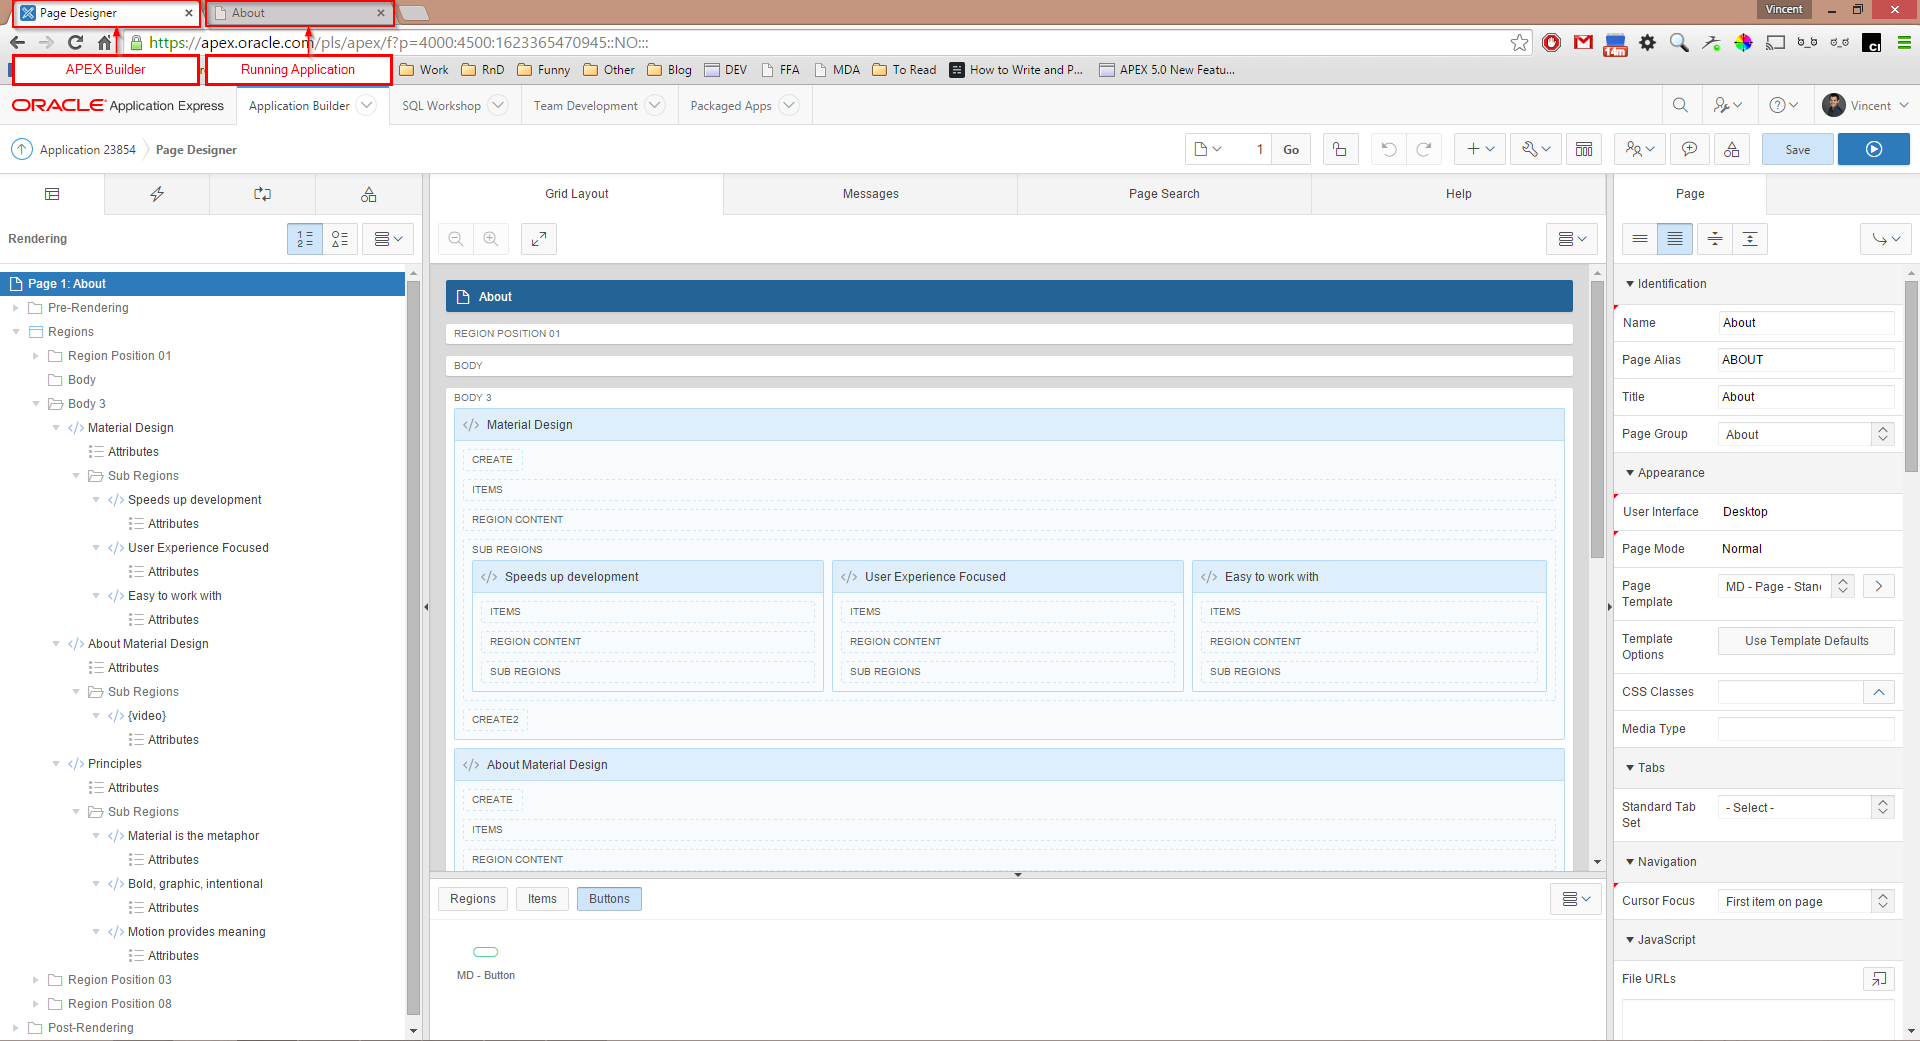 Page Designer
About
Vincent
https://apex.oracle.com/pls/apex/f?p=4000:4500:1623365470945::NO:::
14m
CI
APEX Builder
Running Application
Work
RnD
Funny
Other
Blog
DEV
FFA
MDA
To Read
How to Write and P...
APEX 5.0 New Featu...
ORACLE Application Express
Application Builder
SQL Workshop
Team Development
Packaged Apps
Vincent
Application 23854
Page Designer
1
Go
Save
Grid Layout
Messages
Page Search
Help
Page
Rendering
Page 1: About
Pre-Rendering
Regions
Region Position 01
Body
Body 3
Material Design
Attributes
Sub Regions
Speeds up development
Attributes
User Experience Focused
Attributes
Easy to work with
Attributes
About Material Design
Attributes
Sub Regions
{video}
Attributes
Principles
Attributes
Sub Regions
Material is the metaphor
Attributes
Bold, graphic, intentional
Attributes
Motion provides meaning
Attributes
Region Position 03
Region Position 08
Post-Rendering
About
REGION POSITION 01
BODY
BODY 3
Material Design
CREATE
ITEMS
REGION CONTENT
SUB REGIONS
Speeds up development
ITEMS
REGION CONTENT
SUB REGIONS
User Experience Focused
ITEMS
REGION CONTENT
SUB REGIONS
Easy to work with
ITEMS
REGION CONTENT
SUB REGIONS
CREATE2
About Material Design
CREATE
ITEMS
REGION CONTENT
Regions
Items
Buttons
MD - Button
Identification
Name
About
Page Alias
ABOUT
Title
About
Page Group
About
Appearance
User Interface
Desktop
Page Mode
Normal
Page Template
MD - Page - Stan
Template Options
Use Template Defaults
CSS Classes
Media Type
Tabs
Standard Tab Set
- Select -
Navigation
Cursor Focus
First item on page
JavaScript
File URLs